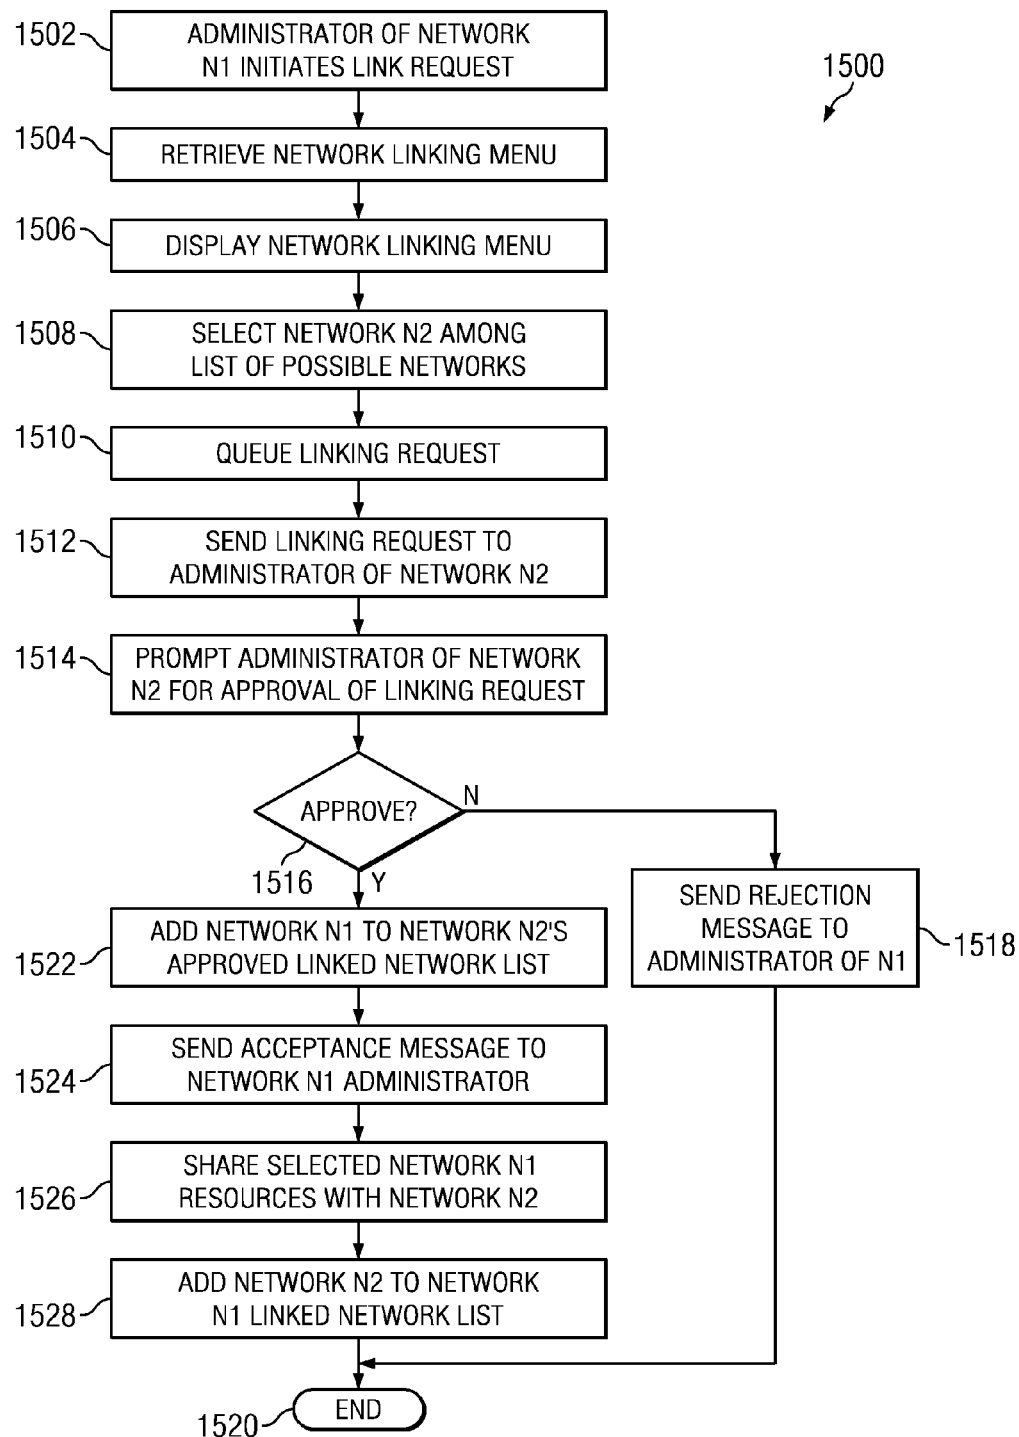 1502
ADMINISTRATOR OF NETWORK
N1 INITIATES LINK REQUEST
1500
1504
RETRIEVE NETWORK LINKING MENU
1506
DISPLAY NETWORK LINKING MENU
1508
SELECT NETWORK N2 AMONG
LIST OF POSSIBLE NETWORKS
1510
QUEUE LINKING REQUEST
1512
SEND LINKING REQUEST TO
ADMINISTRATOR OF NETWORK N2
1514
PROMPT ADMINISTRATOR OF NETWORK
N2 FOR APPROVAL OF LINKING REQUEST
APPROVE?
N
1516
Y
SEND REJECTION
MESSAGE TO
ADMINISTRATOR OF N1
1518
1522
ADD NETWORK N1 TO NETWORK N2'S
APPROVED LINKED NETWORK LIST
1524
SEND ACCEPTANCE MESSAGE TO
NETWORK N1 ADMINISTRATOR
1526
SHARE SELECTED NETWORK N1
RESOURCES WITH NETWORK N2
1528
ADD NETWORK N2 TO NETWORK
N1 LINKED NETWORK LIST
1520
END